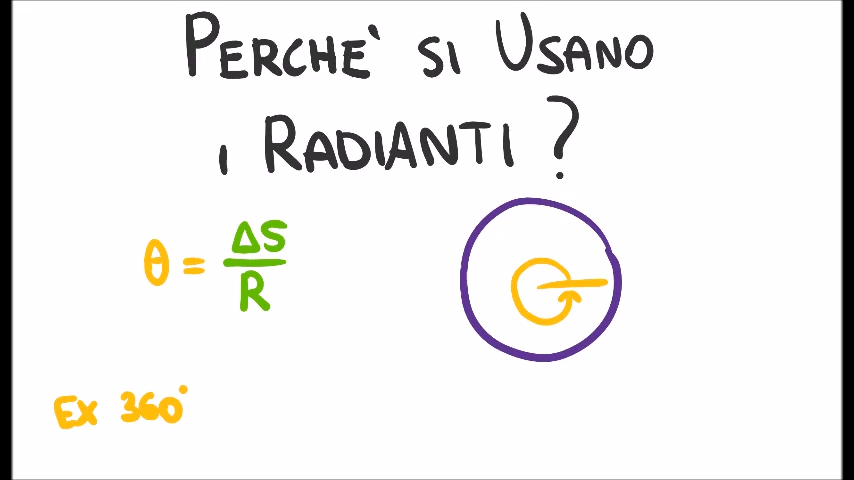 PERCHE` SI USANO
I RADIANTI ?
θ = ΔS / R
EX 360°